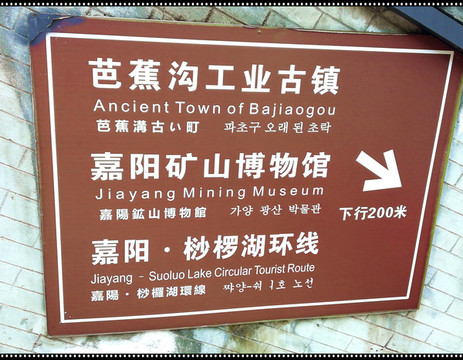 芭蕉沟工业古镇
Ancient Town of Bajiaogou
芭蕉溝古い町 파초구 오래 된 초락
嘉阳矿山博物馆
Jiayang Mining Museum
嘉陽鉱山博物館 가양 광산 박물관
下行200米
嘉阳·桫椤湖环线
Jiayang - Suoluo Lake Circular Tourist Route
嘉陽·桫欏湖環線 쨔양-쉬 1호 노선